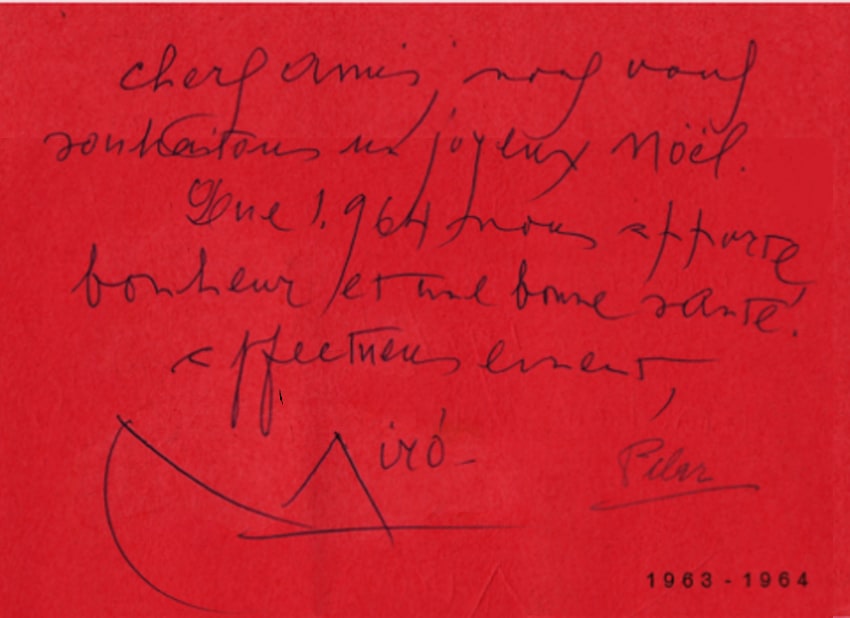 chers amis, nous vous
souhaitons un joyeux Noël.
Que 1.964 nous apporte
bonheur et une bonne santé.
affectueusement,
Miró
Pilar
1963-1964